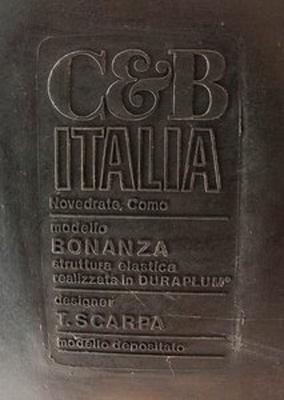 C&B
ITALIA
Novedrate, Como
modello
BONANZA
struttura elastica
realizzata in DURAPLUM®
designer
T. SCARPA
modello depositato